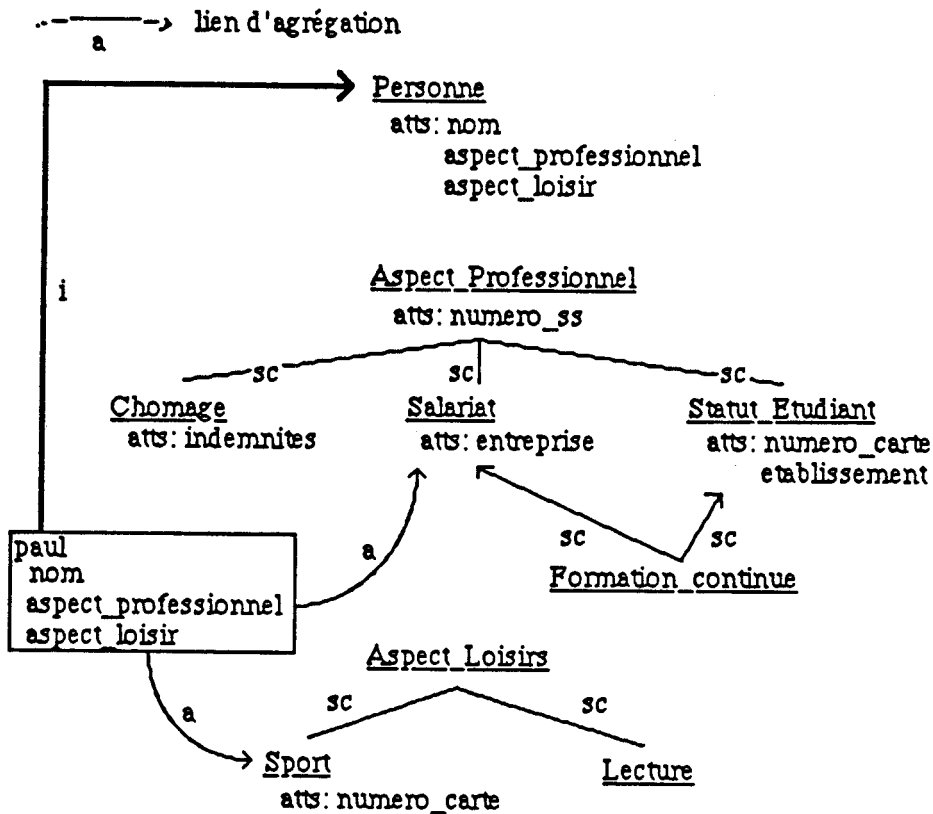 lien d'agrégation
a
Personne
atts: nom
aspect_professionnel
aspect_loisir
i
Aspect_Professionnel
atts: numero_ss
sc sc sc
Chomage Salariat Statut_Etudiant
atts: indemnites atts: entreprise atts: numero_carte
etablissement
a sc sc
paul
nom
aspect_professionnel
aspect_loisir
Formation_continue
Aspect_Loisirs
a sc sc
Sport Lecture
atts: numero_carte